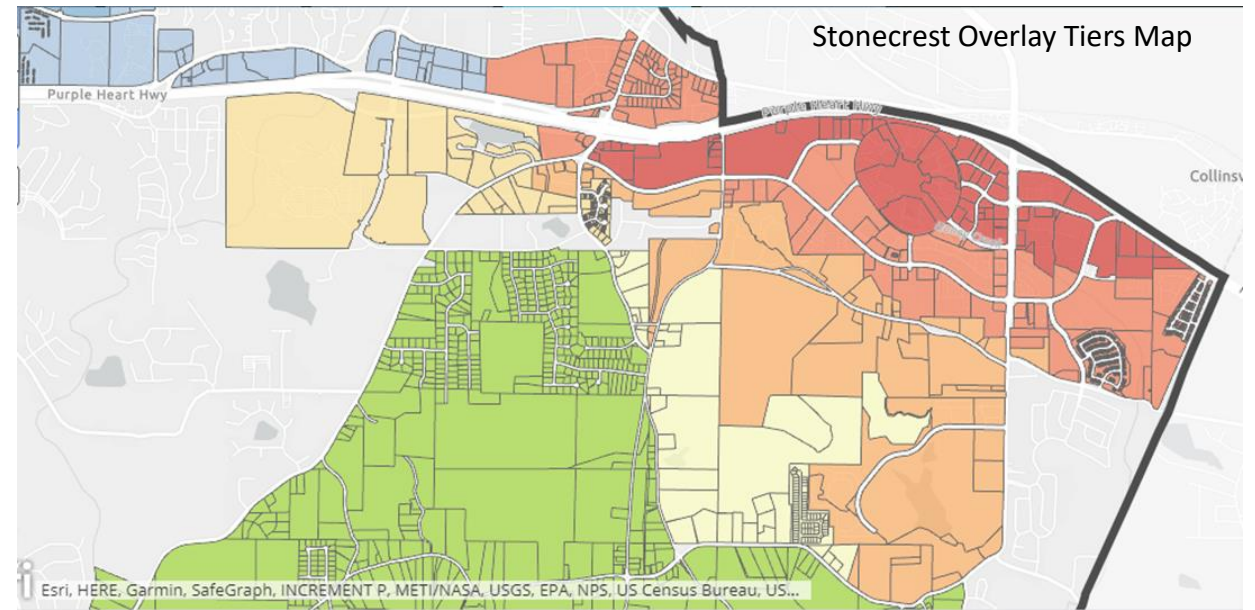 Stonecrest Overlay Tiers Map
Purple Heart Hwy
Purple Heart Hwy
Collinsv
Esri, HERE, Garmin, SafeGraph, INCREMENT P, METI/NASA, USGS, EPA, NPS, US Census Bureau, US...